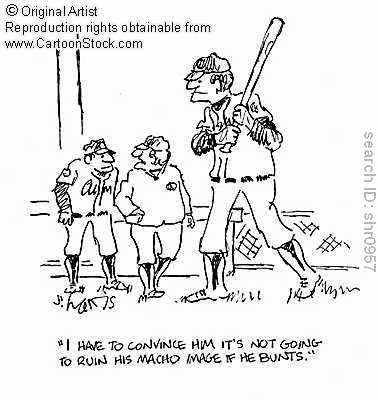 © Original Artist
Reproduction rights obtainable from
www.CartoonStock.com
search ID: shr0957
"I HAVE TO CONVINCE HIM IT'S NOT GOING
TO RUIN HIS MACHO IMAGE IF HE BUNTS."